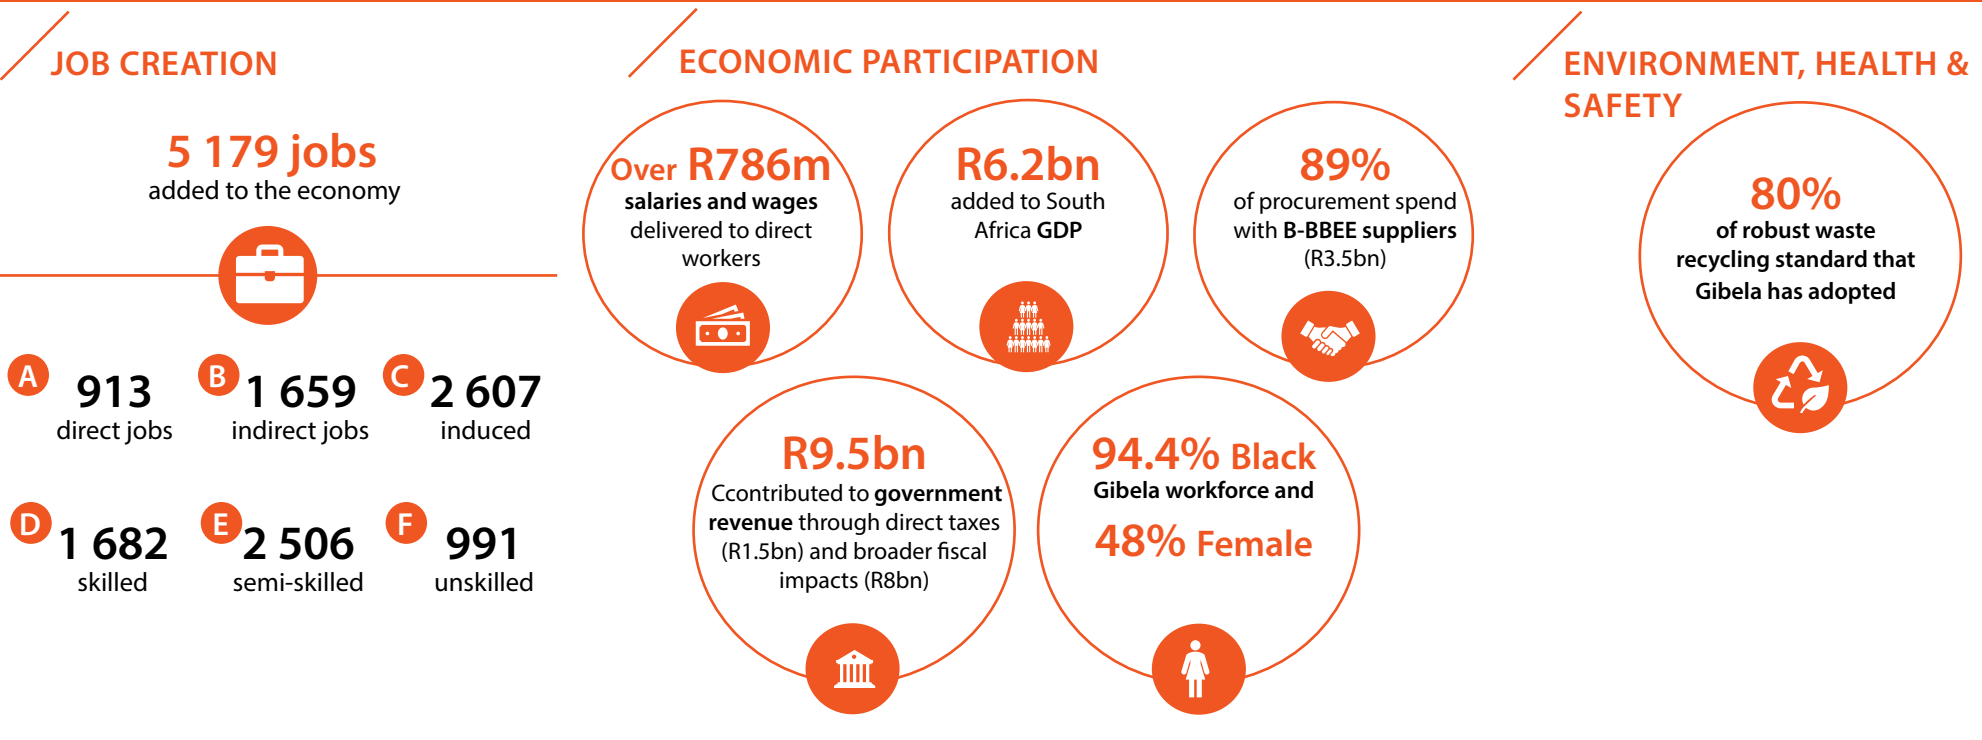 JOB CREATION
5 179 jobs
added to the economy
A
913
direct jobs
B
1 659
indirect jobs
C
2 607
induced
D
1 682
skilled
E
2 506
semi-skilled
F
991
unskilled
ECONOMIC PARTICIPATION
Over R786m
salaries and wages
delivered to direct
workers
R6.2bn
added to South
Africa GDP
89%
of procurement spend
with B-BBEE suppliers
(R3.5bn)
R9.5bn
Ccontributed to government
revenue through direct taxes
(R1.5bn) and broader fiscal
impacts (R8bn)
94.4% Black
Gibela workforce and
48% Female
ENVIRONMENT, HEALTH &
SAFETY
80%
of robust waste
recycling standard that
Gibela has adopted